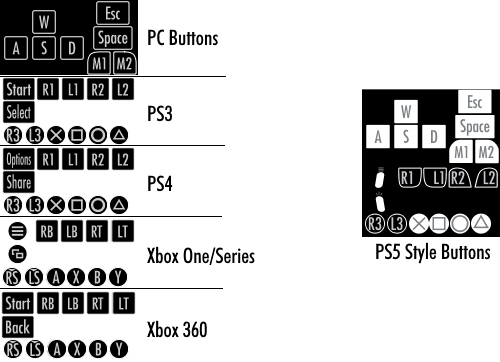 Esc
W
Space
A S D
M1 M2
PC Buttons
Start R1 L1 R2 L2
Select
R3 L3
PS3
Options R1 L1 R2 L2
Share
R3 L3
PS4
RB LB RT LT
RS LS A X B Y
Xbox One/Series
Start RB LB RT LT
Back
RS LS A X B Y
Xbox 360
Esc
W
Space
A S D
M1 M2
R1 L1 R2 L2
R3 L3
PS5 Style Buttons